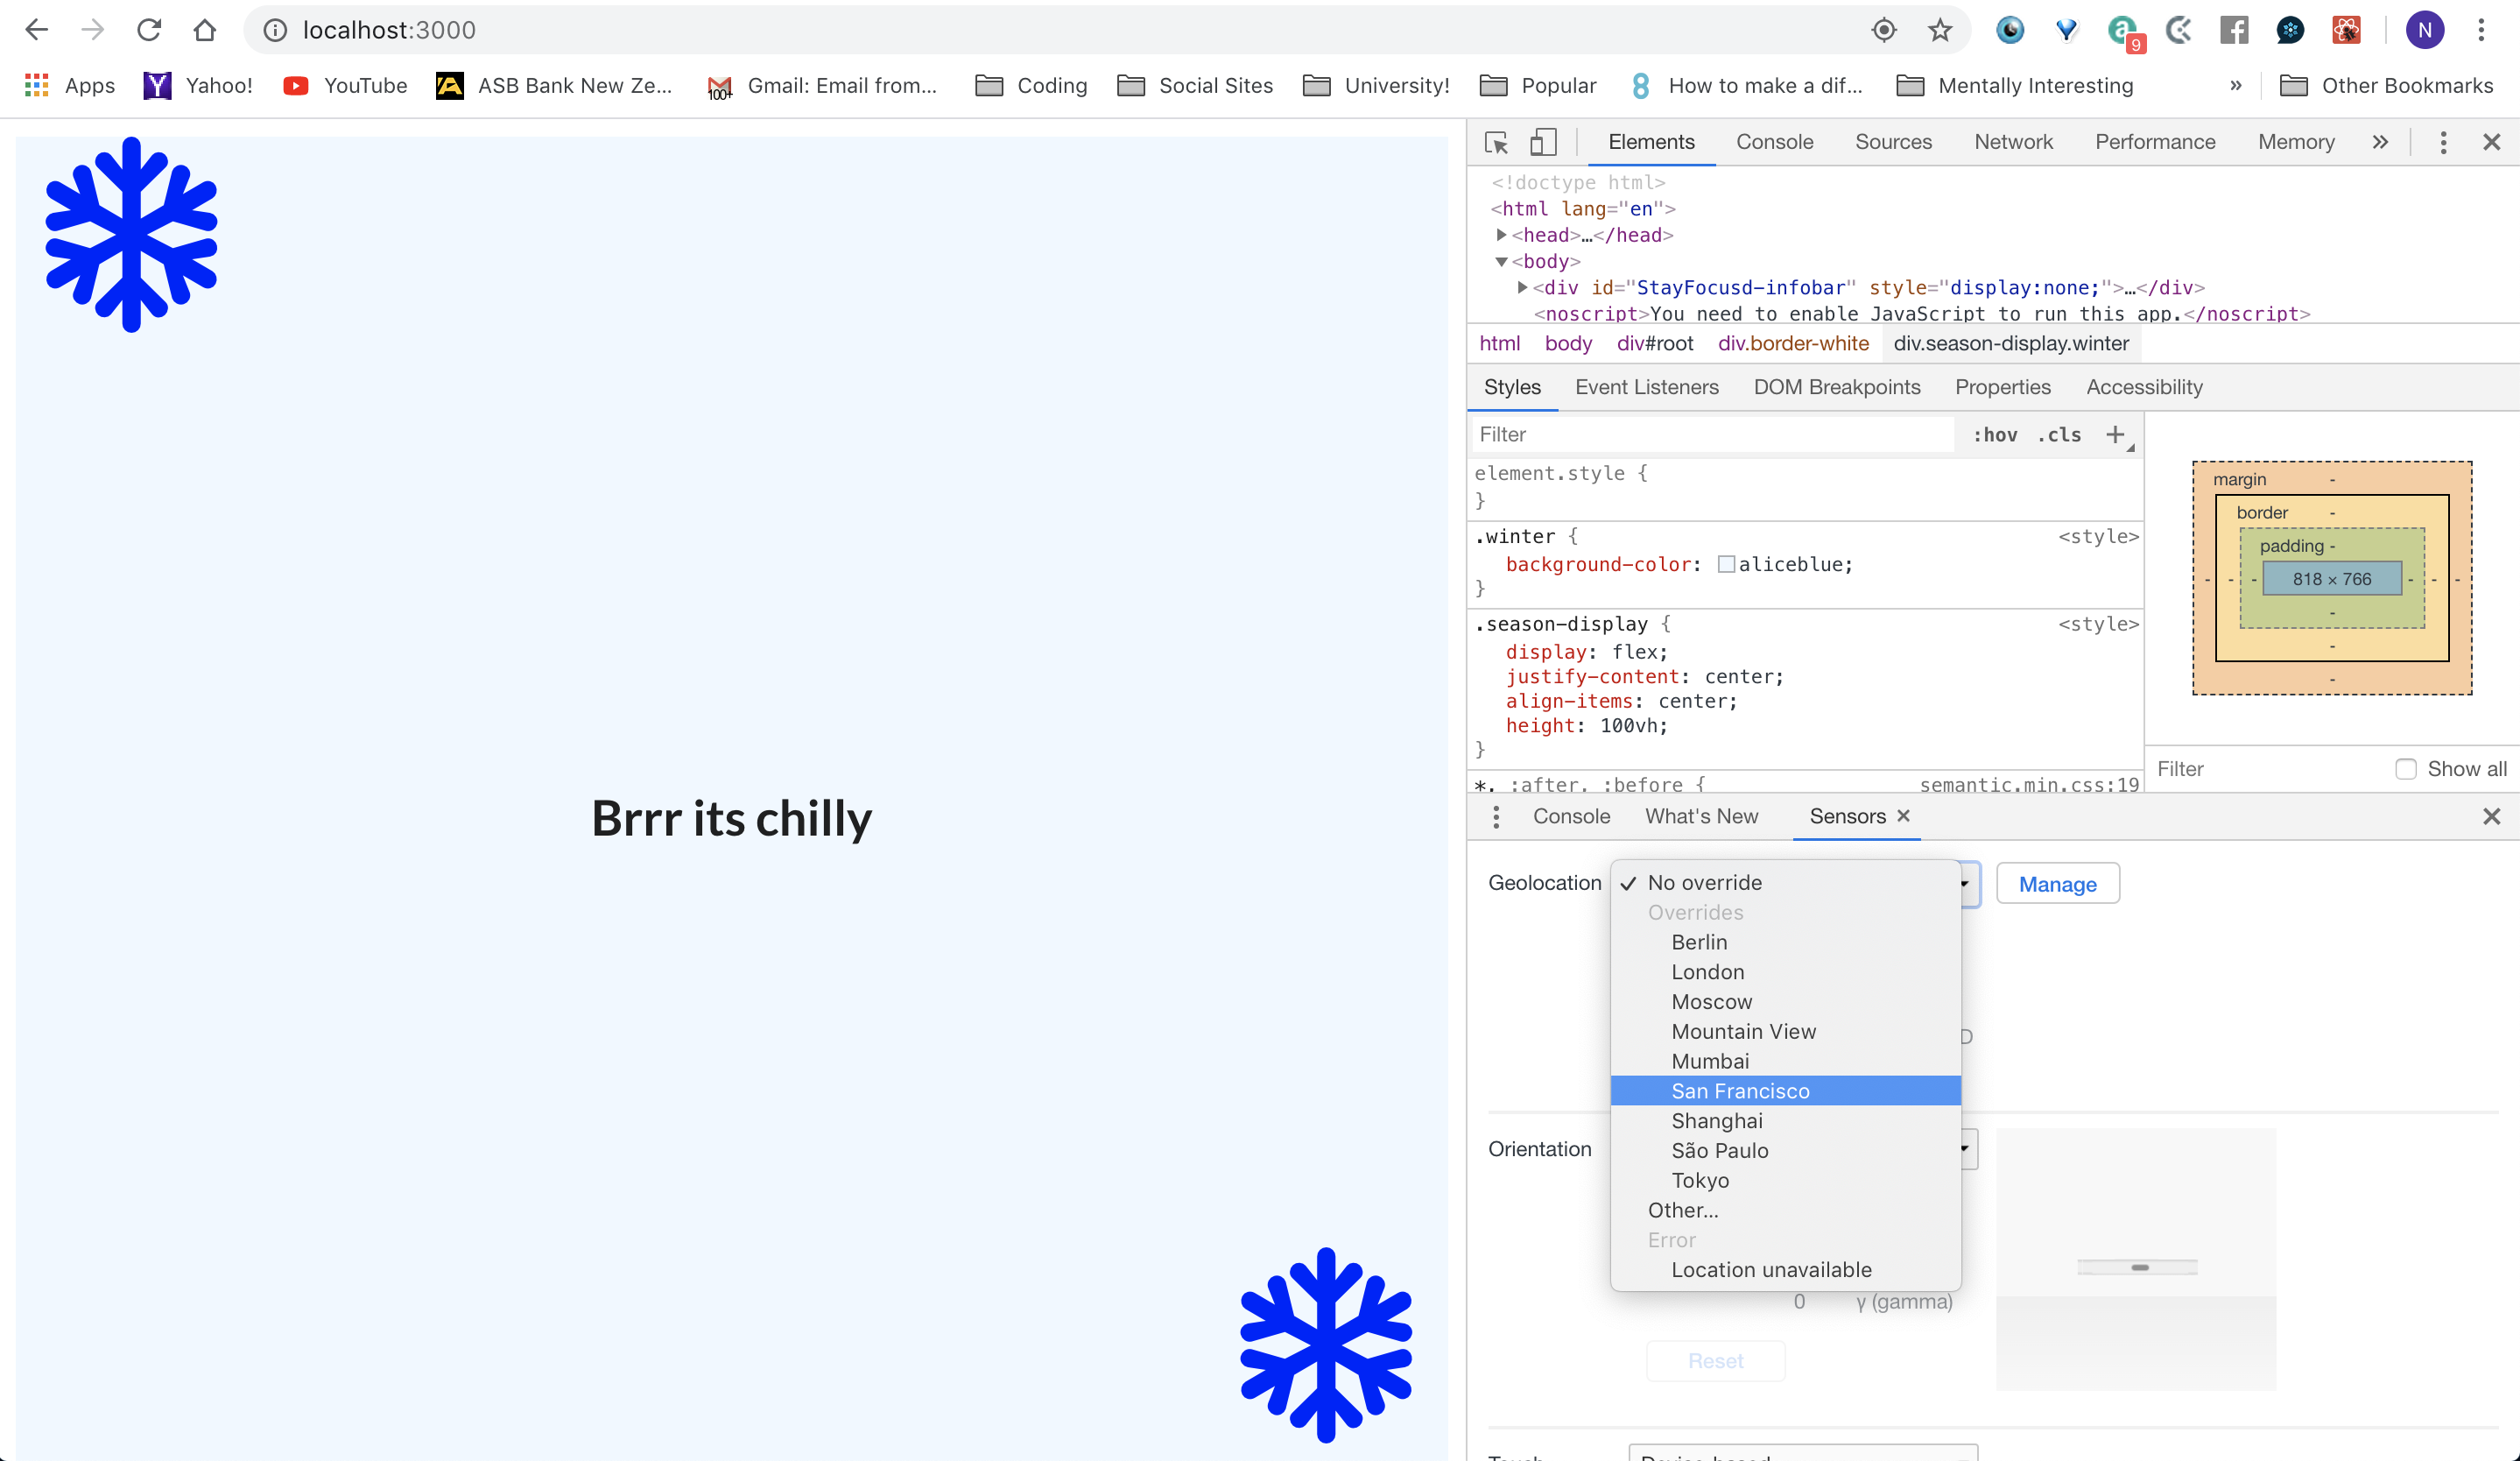 localhost:3000
9
N
Apps
Yahoo!
YouTube
ASB Bank New Ze...
100+
Gmail: Email from...
Coding
Social Sites
University!
Popular
How to make a dif...
Mentally Interesting
»
Other Bookmarks
Brrr its chilly
Elements Console Sources Network Performance Memory »
<!doctype html>
<html lang="en">
<head>…</head>
<body>
<div id="StayFocusd-infobar" style="display:none;">…</div>
<noscript>You need to enable JavaScript to run this app.</noscript>
html body div#root div.border-white div.season-display.winter
Styles Event Listeners DOM Breakpoints Properties Accessibility
Filter :hov .cls +
element.style {
}
.winter { <style>
background-color: aliceblue;
}
.season-display { <style>
display: flex;
justify-content: center;
align-items: center;
height: 100vh;
}
*, :after, :before { semantic.min.css:19
margin -
border -
padding -
- - - 818 × 766 - - -
-
-
-
Filter Show all
Console What's New Sensors ×
Geolocation
No override
Manage
Overrides
Berlin
London
Moscow
Mountain View
Mumbai
San Francisco
Shanghai
São Paulo
Tokyo
Other...
Error
Location unavailable
Orientation
0 γ (gamma)
Reset
Touch Device-based